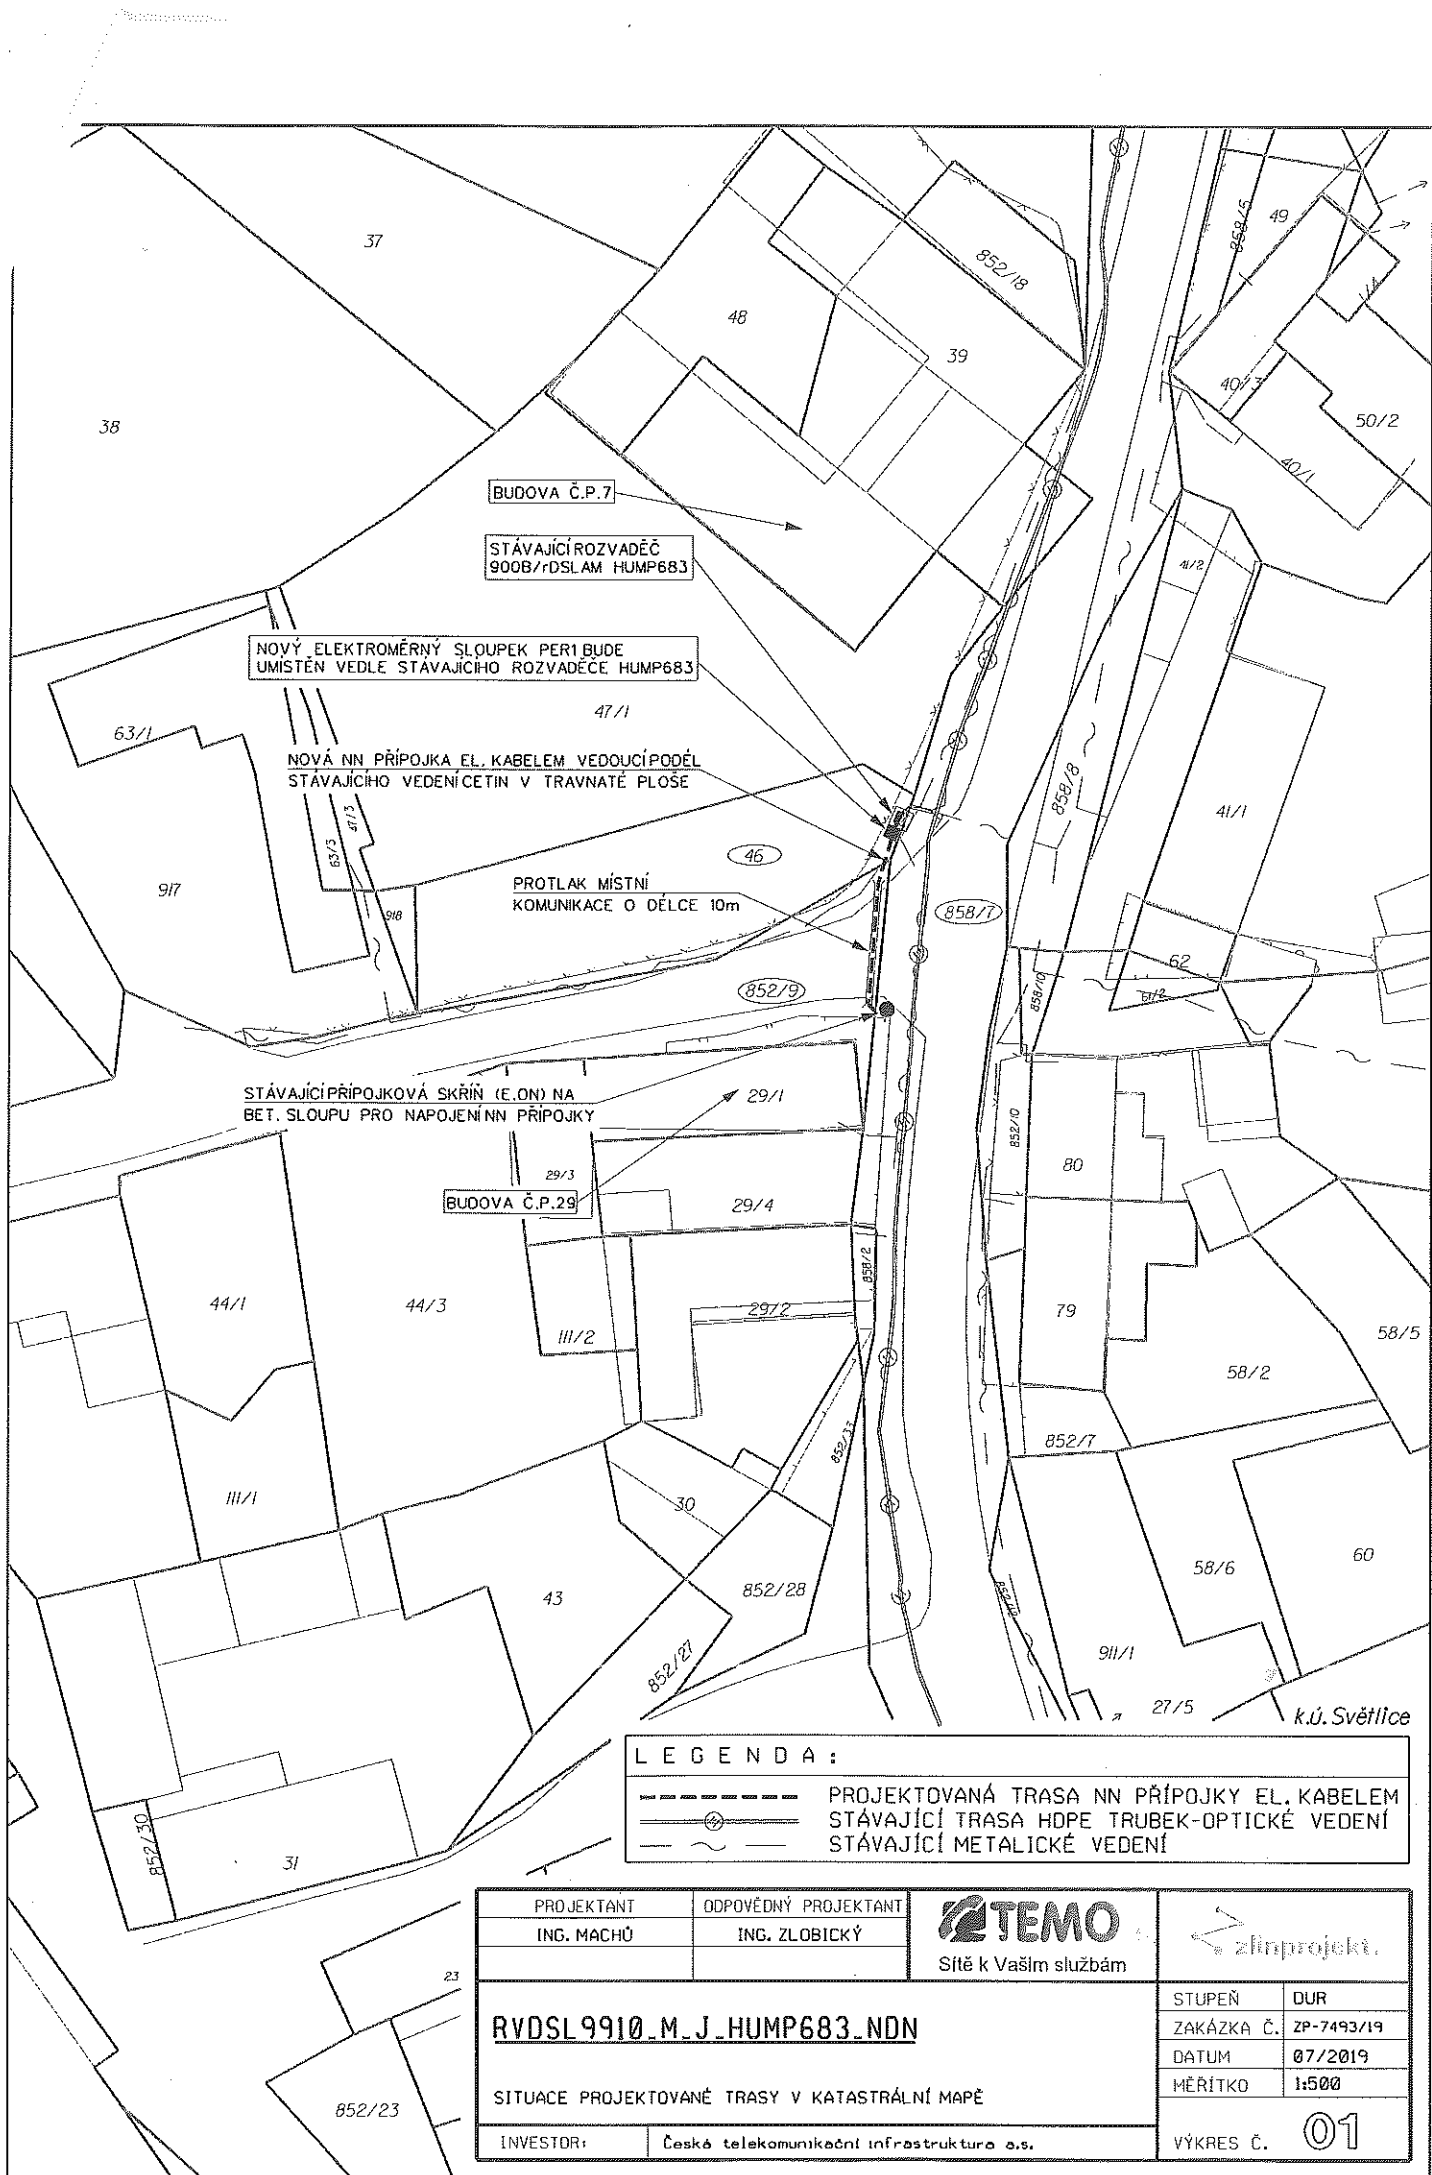 37
858/5
49
852/18
48
39
1/4
38
40/3
50/2
40/1
BUDOVA Č.P.7
STÁVAJÍCÍ ROZVADĚČ
900B/rDSLAM HUMP683
41/2
NOVÝ ELEKTROMĚRNÝ SLOUPEK PER1 BUDE
UMÍSTĚN VEDLE STÁVAJÍCÍHO ROZVADĚČE HUMP683
47/1
63/1
NOVÁ NN PŘÍPOJKA EL. KABELEM VEDOUCÍ PODÉL
STÁVAJÍCÍHO VEDENÍ CETIN V TRAVNATÉ PLOŠE
858/8
41/1
47/3
63/3
46
917
PROTLAK MÍSTNÍ
KOMUNIKACE O DÉLCE 10m
918
858/7
62
852/9
858/10
61/2
STÁVAJÍCÍ PŘÍPOJKOVÁ SKŘÍŇ (E.ON) NA
BET. SLOUPU PRO NAPOJENÍ NN PŘÍPOJKY
29/1
852/10
80
29/3
BUDOVA Č.P.29
29/4
858/2
44/1
44/3
29/2
79
111/2
58/5
58/2
852/33
852/7
111/1
30
58/6
60
43
852/28
852/12
852/27
911/1
27/5
k.ú. Světlice
LEGENDA:
PROJEKTOVANÁ TRASA NN PŘÍPOJKY EL. KABELEM
STÁVAJÍCÍ TRASA HDPE TRUBEK-OPTICKÉ VEDENÍ
STÁVAJÍCÍ METALICKÉ VEDENÍ
852/30
31
PROJEKTANT
ODPOVĚDNÝ PROJEKTANT
ING. MACHŮ
ING. ZLOBICKÝ
TEMO
Sítě k Vašim službám
zlínprojekt.
23
STUPEŇ DUR
RVDSL9910_M_J_HUMP683_NDN
ZAKÁZKA Č. ZP-7493/19
DATUM 07/2019
MĚŘÍTKO 1:500
SITUACE PROJEKTOVANÉ TRASY V KATASTRÁLNÍ MAPĚ
852/23
VÝKRES Č. 01
INVESTOR: Česká telekomunikační infrastruktura a.s.